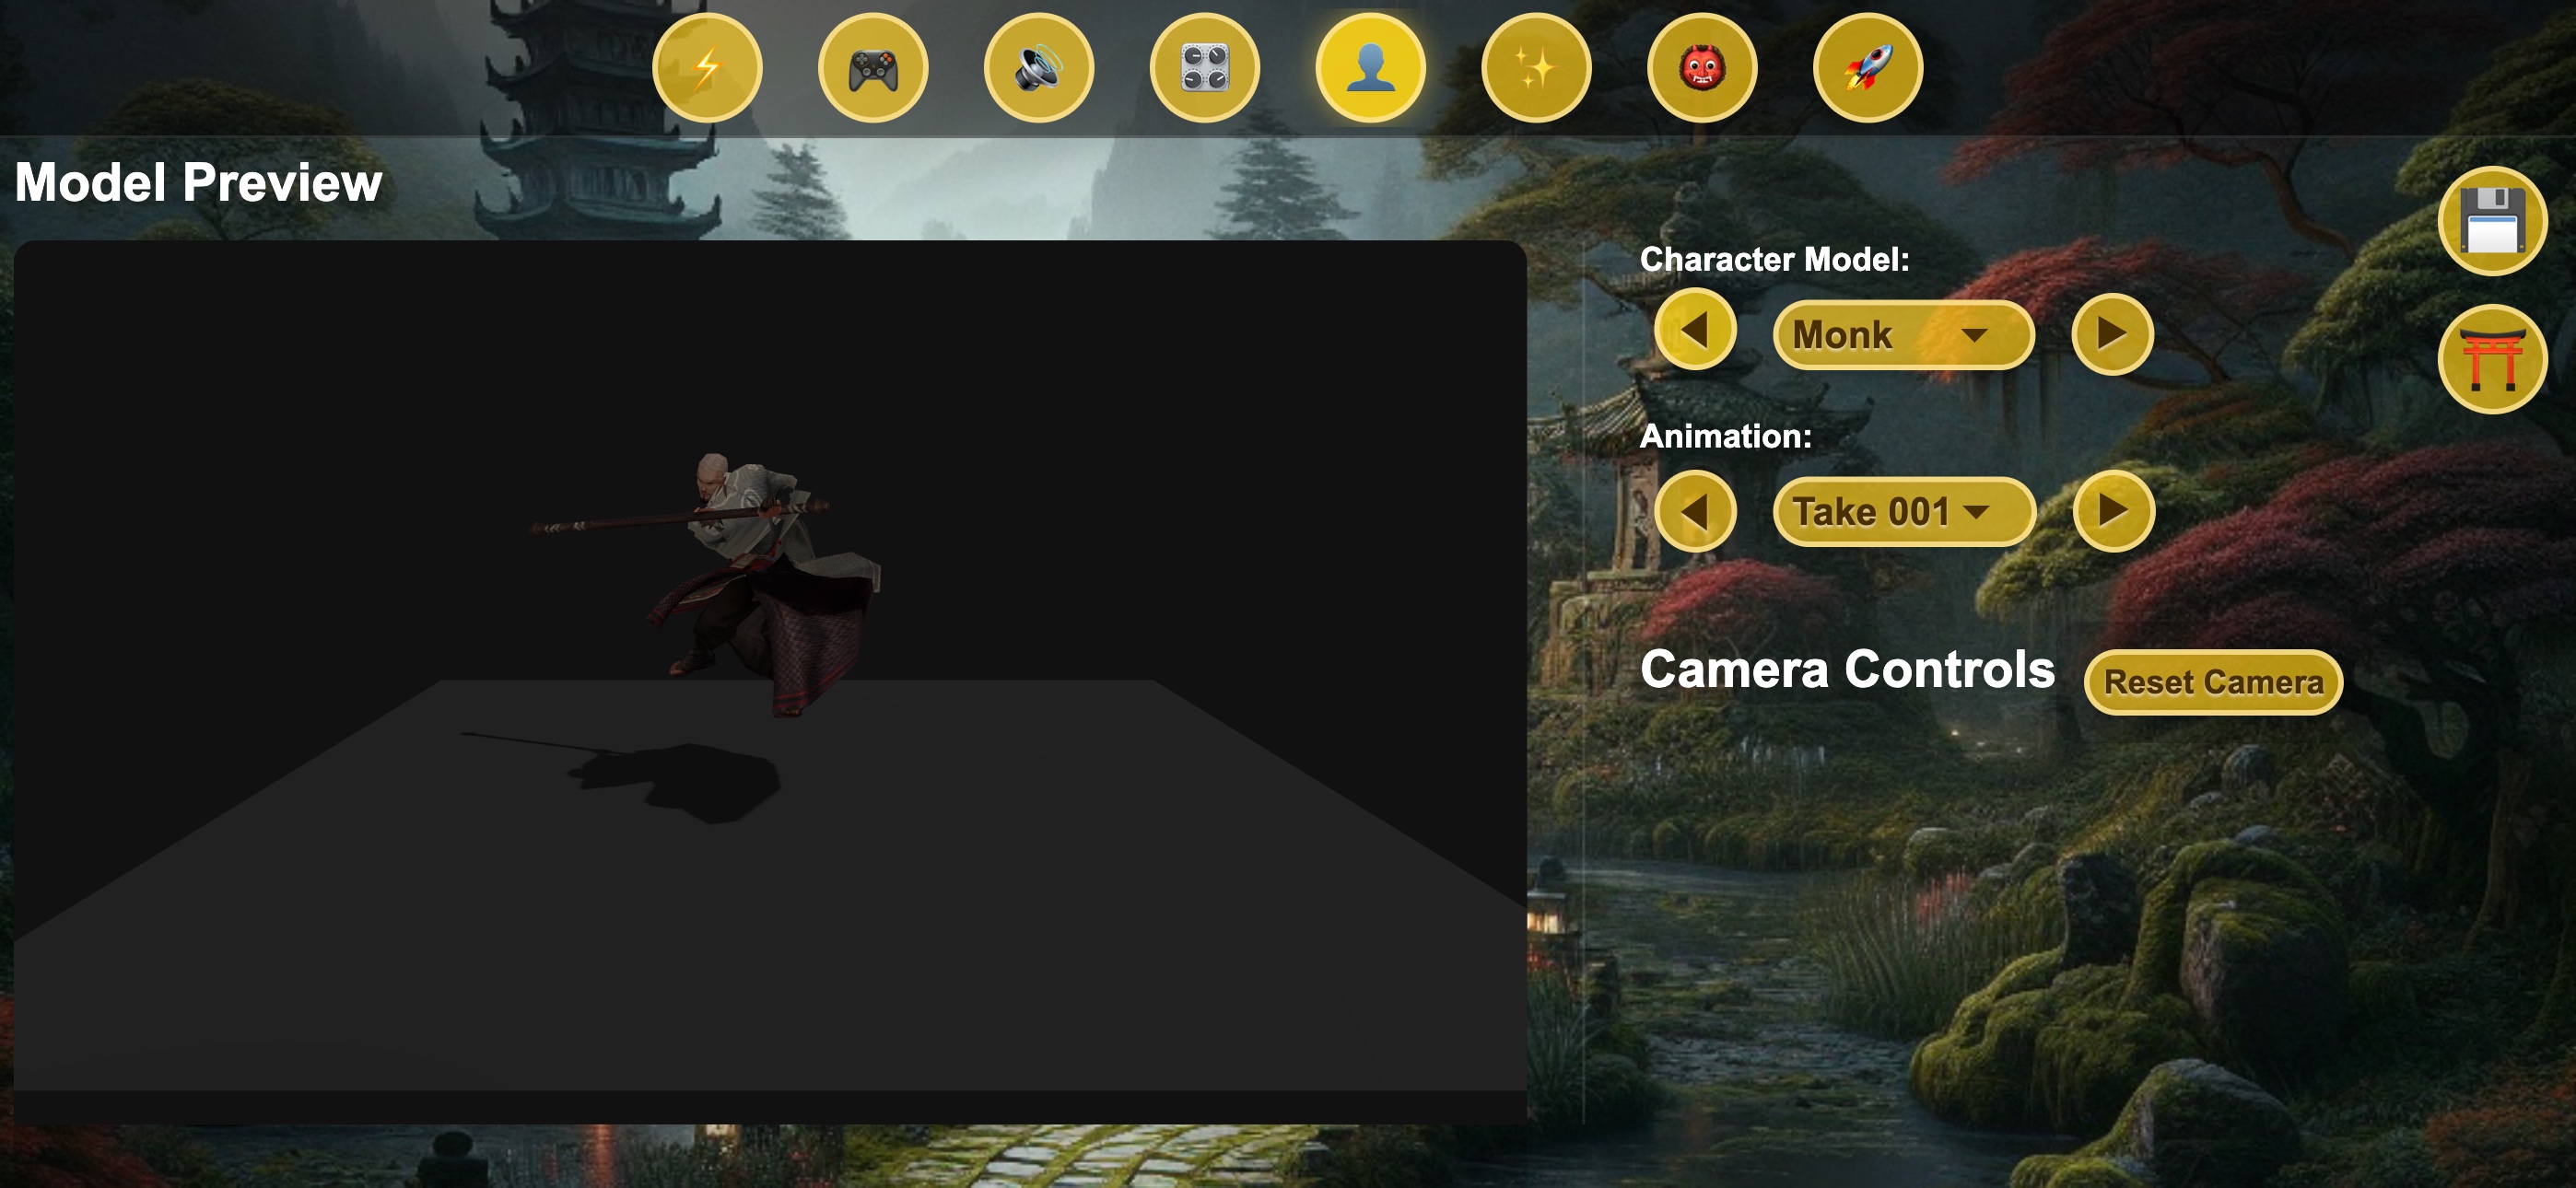 Model Preview
Character Model:
Monk
Animation:
Take 001
Camera Controls
Reset Camera